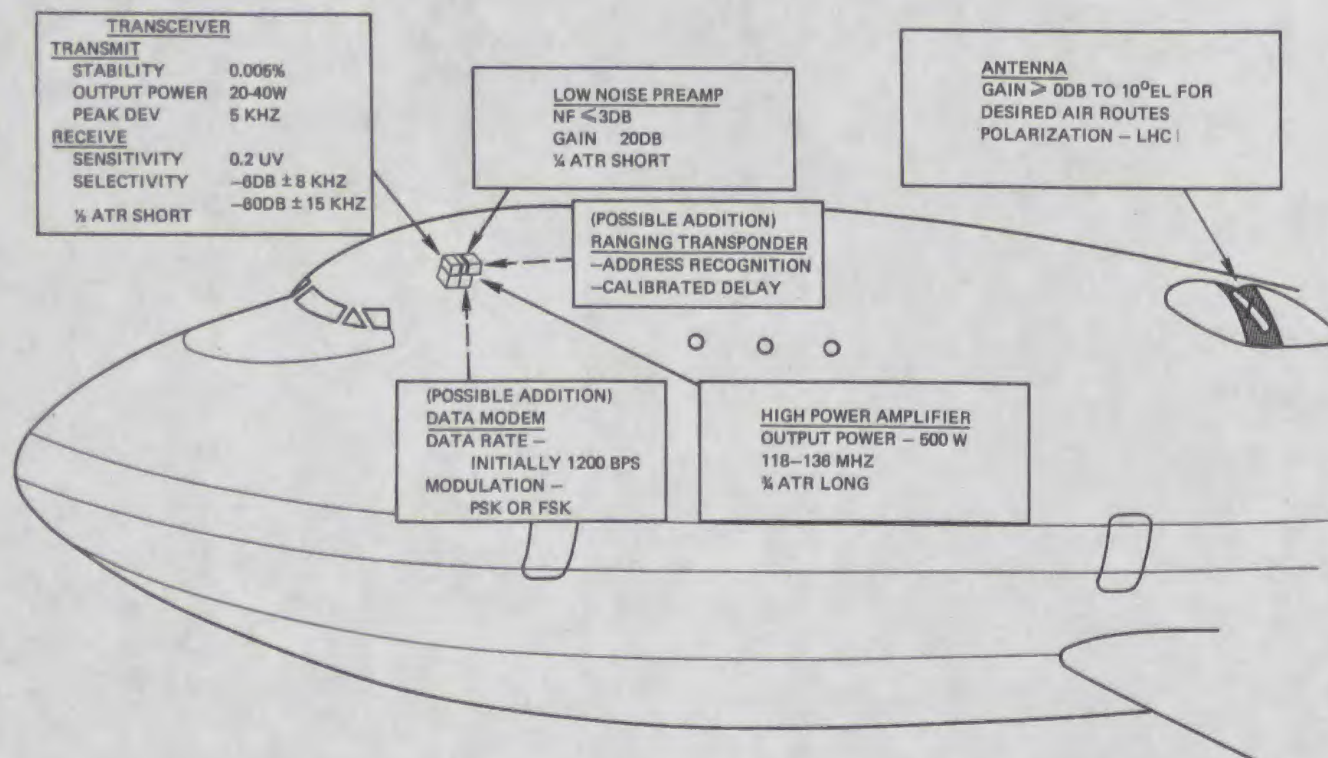 TRANSCEIVER
TRANSMIT
STABILITY 0.005%
OUTPUT POWER 20-40W
PEAK DEV 5 KHZ
RECEIVE
SENSITIVITY 0.2 UV
SELECTIVITY –6DB ± 8 KHZ
–60DB ± 15 KHZ
½ ATR SHORT
LOW NOISE PREAMP
NF ≤ 3DB
GAIN 20DB
¼ ATR SHORT
ANTENNA
GAIN ≥ 0DB TO 10°EL FOR
DESIRED AIR ROUTES
POLARIZATION – LHC
(POSSIBLE ADDITION)
RANGING TRANSPONDER
–ADDRESS RECOGNITION
–CALIBRATED DELAY
(POSSIBLE ADDITION)
DATA MODEM
DATA RATE –
INITIALLY 1200 BPS
MODULATION –
PSK OR FSK
HIGH POWER AMPLIFIER
OUTPUT POWER – 500 W
118–136 MHZ
¾ ATR LONG